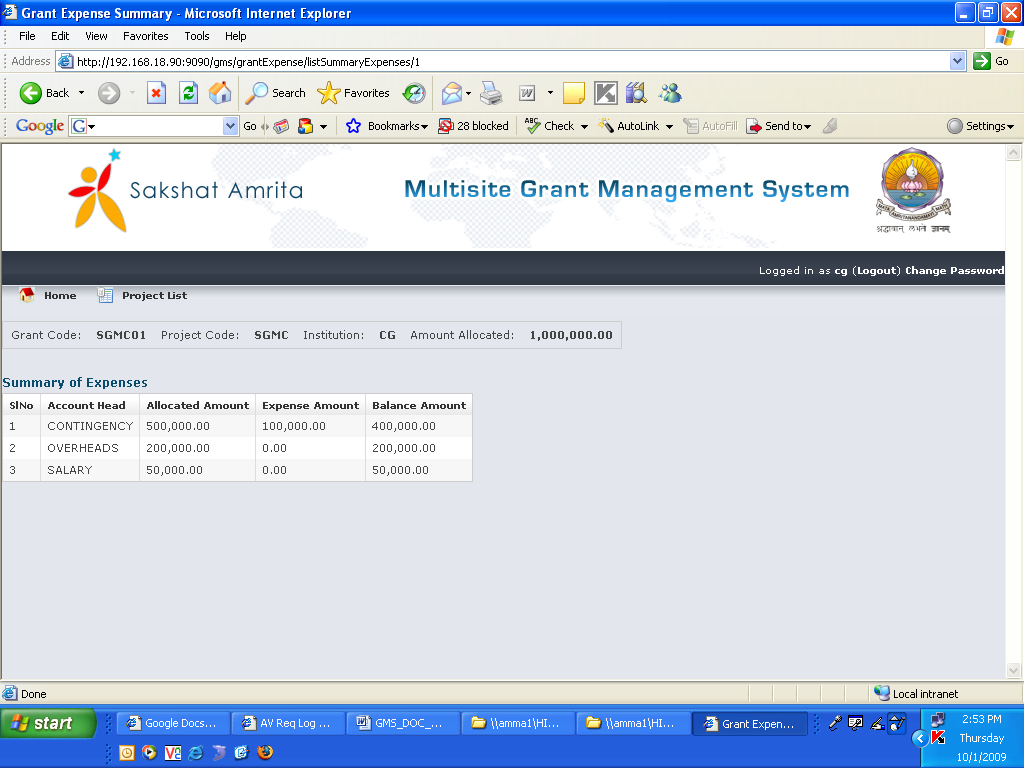 Grant Expense Summary - Microsoft Internet Explorer
File Edit View Favorites Tools Help
Address http://192.168.18.90:9090/gms/grantExpense/listSummaryExpenses/1 Go
Back Search Favorites
Google G Go Bookmarks 28 blocked ABC Check AutoLink AutoFill Send to Settings
Sakshat Amrita Multisite Grant Management System
श्रद्धावान् लभते ज्ञानम्
Logged in as cg (Logout) Change Password
Home Project List
Grant Code: SGMC01 Project Code: SGMC Institution: CG Amount Allocated: 1,000,000.00
Summary of Expenses
SlNo Account Head Allocated Amount Expense Amount Balance Amount
1 CONTINGENCY 500,000.00 100,000.00 400,000.00
2 OVERHEADS 200,000.00 0.00 200,000.00
3 SALARY 50,000.00 0.00 50,000.00
Done Local intranet
start Google Docs... AV Req Log ... GMS_DOC_... \\amma1\HI... \\amma1\HI... Grant Expen... 2:53 PM
Thursday
10/1/2009